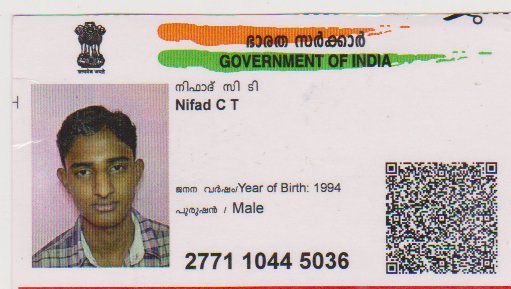 ഭാരത സർക്കാർ
GOVERNMENT OF INDIA
सत्यमेव जयते
നിഫാദ് സി ടി
Nifad C T
ജനന വർഷം/Year of Birth: 1994
പുരുഷൻ / Male
2771 1044 5036